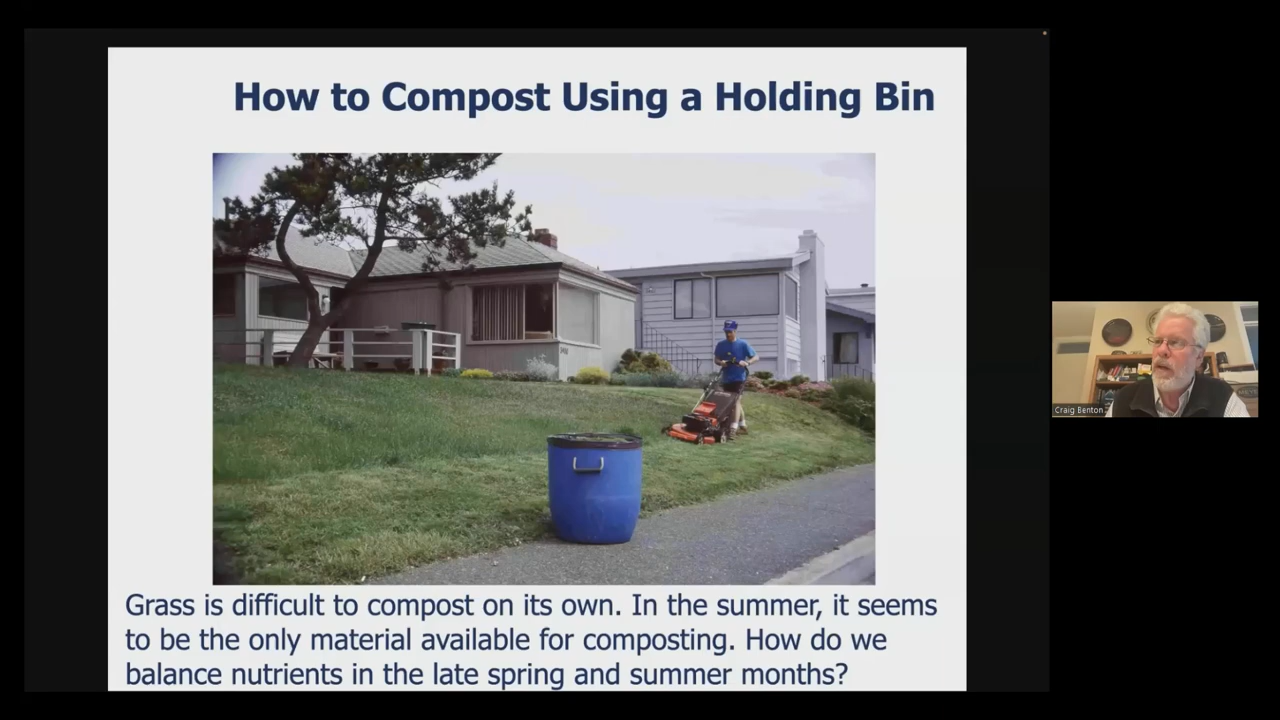 How to Compost Using a Holding Bin
Grass is difficult to compost on its own. In the summer, it seems
to be the only material available for composting. How do we
balance nutrients in the late spring and summer months?
Craig Benton